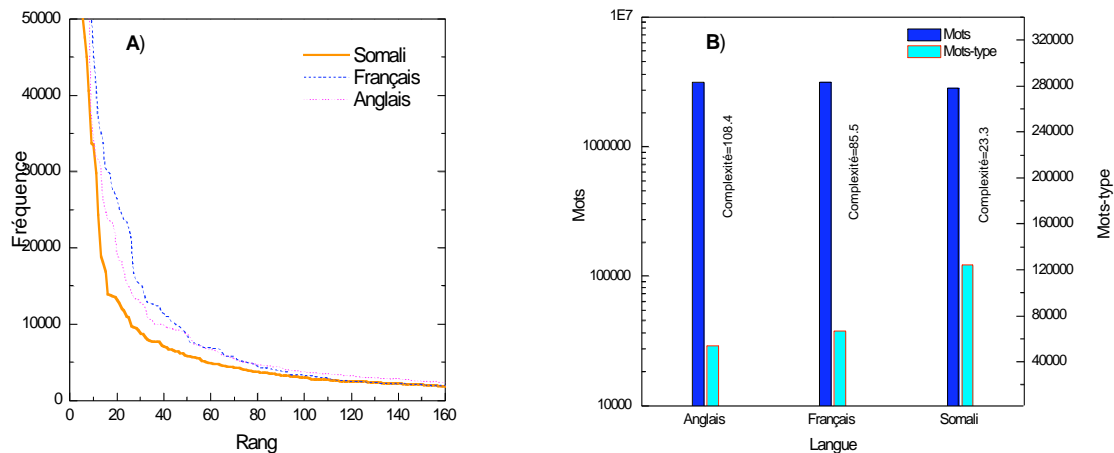 A)
Somali
Français
Anglais
Fréquence
50000
40000
30000
20000
10000
0
0 20 40 60 80 100 120 140 160
Rang
B)
Mots
Mots-type
Mots
1E7
1000000
100000
10000
Complexité=108.4
Complexité=85.5
Complexité=23.3
320000
280000
240000
200000
160000
120000
80000
40000
Mots-type
Anglais Français Somali
Langue